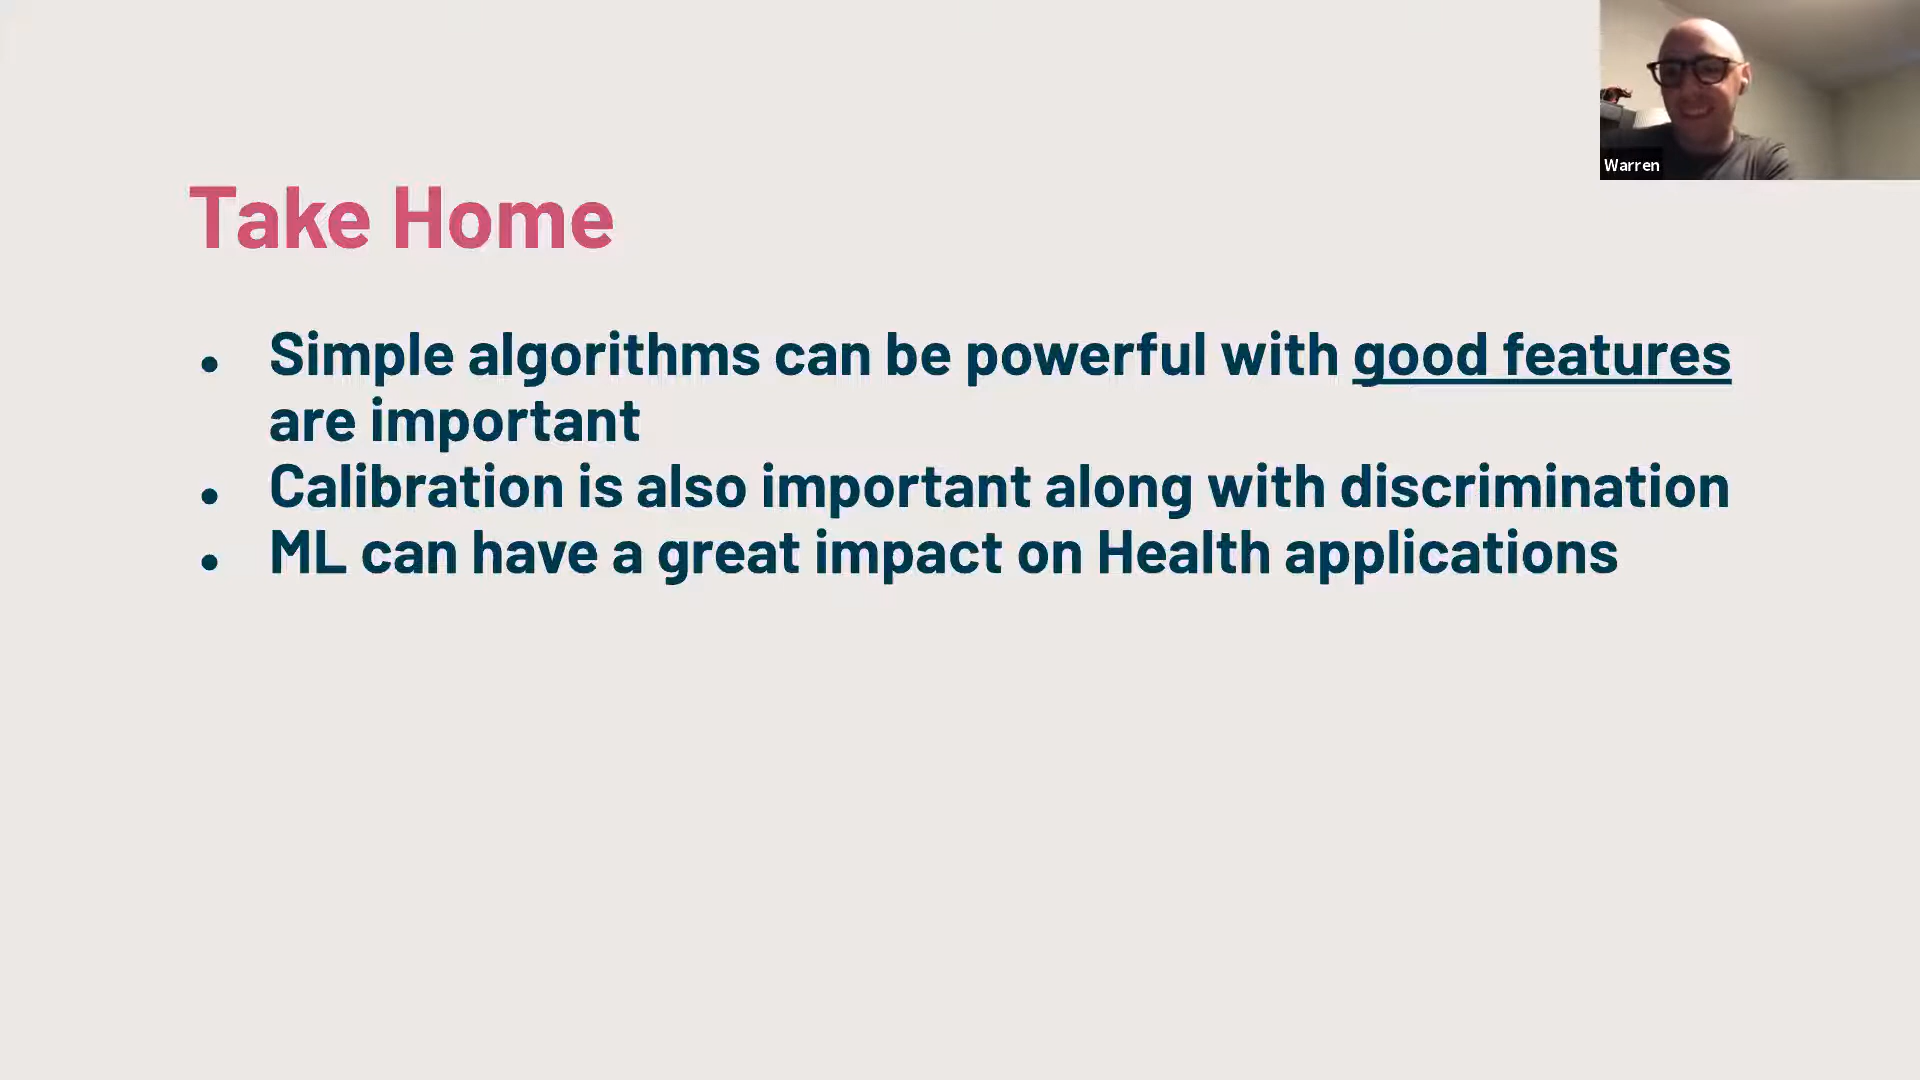 Warren
Take Home
• Simple algorithms can be powerful with good features
are important
• Calibration is also important along with discrimination
• ML can have a great impact on Health applications